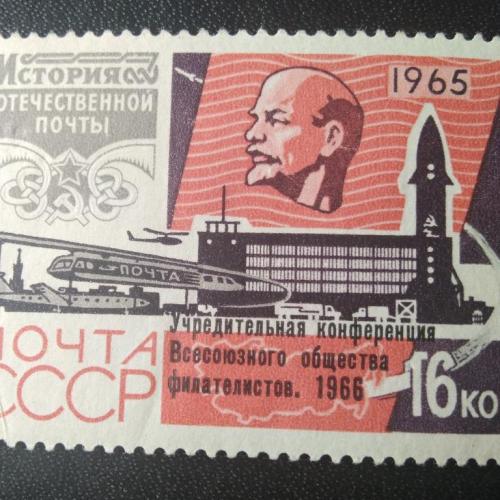 История
ОТЕЧЕСТВЕННОЙ
ПОЧТЫ
1965
ПОЧТА
Учредительная конференция
Всесоюзного общества
филателистов. 1966
ПОЧТА
СССР
16 ко